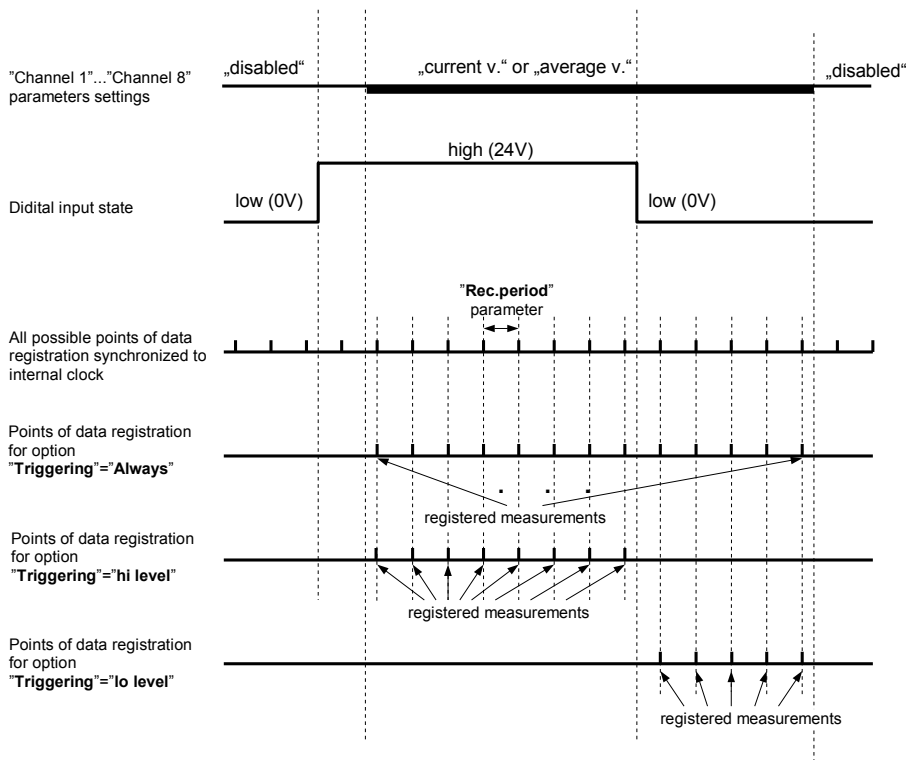 "Channel 1"..."Channel 8"
parameters settings
„disabled“
„current v.“ or „average v.“
„disabled“
Didital input state
low (0V)
high (24V)
low (0V)
"Rec.period"
parameter
All possible points of data
registration synchronized to
internal clock
Points of data registration
for option
"Triggering"="Always"
. . .
registered measurements
Points of data registration
for option
"Triggering"="hi level"
registered measurements
Points of data registration
for option
"Triggering"="lo level"
registered measurements